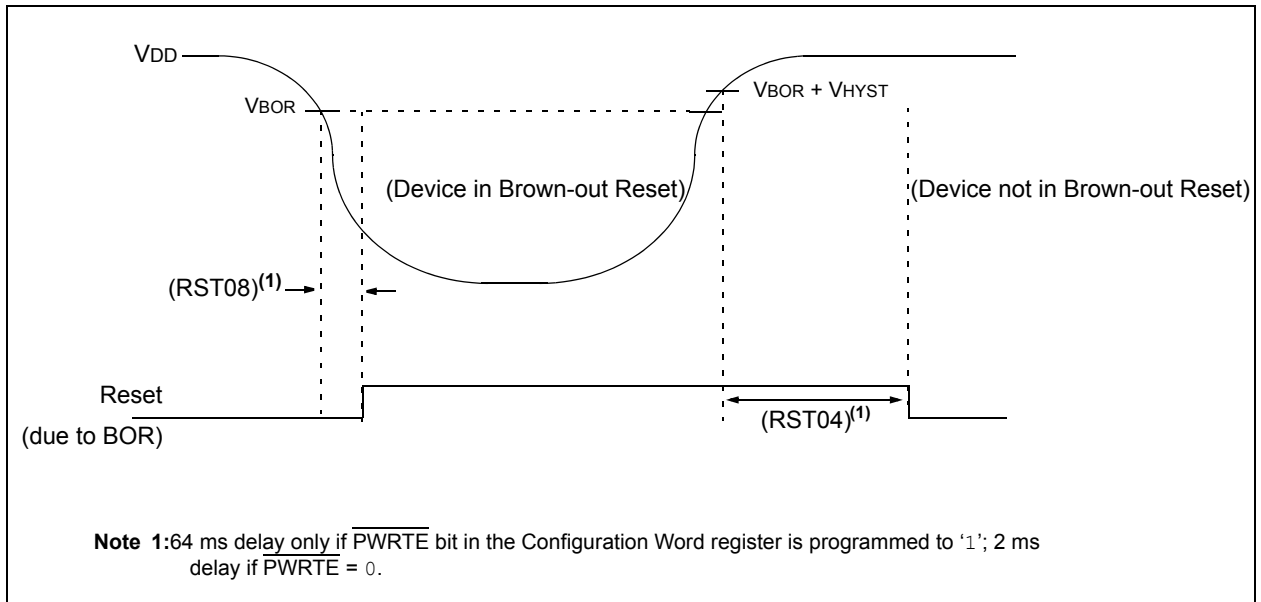 VDD
VBOR
VBOR + VHYST
(Device in Brown-out Reset)
(Device not in Brown-out Reset)
(RST08)(1)
Reset
(due to BOR)
(RST04)(1)
Note 1:64 ms delay only if PWRTE bit in the Configuration Word register is programmed to ‘1’; 2 ms
delay if PWRTE = 0.